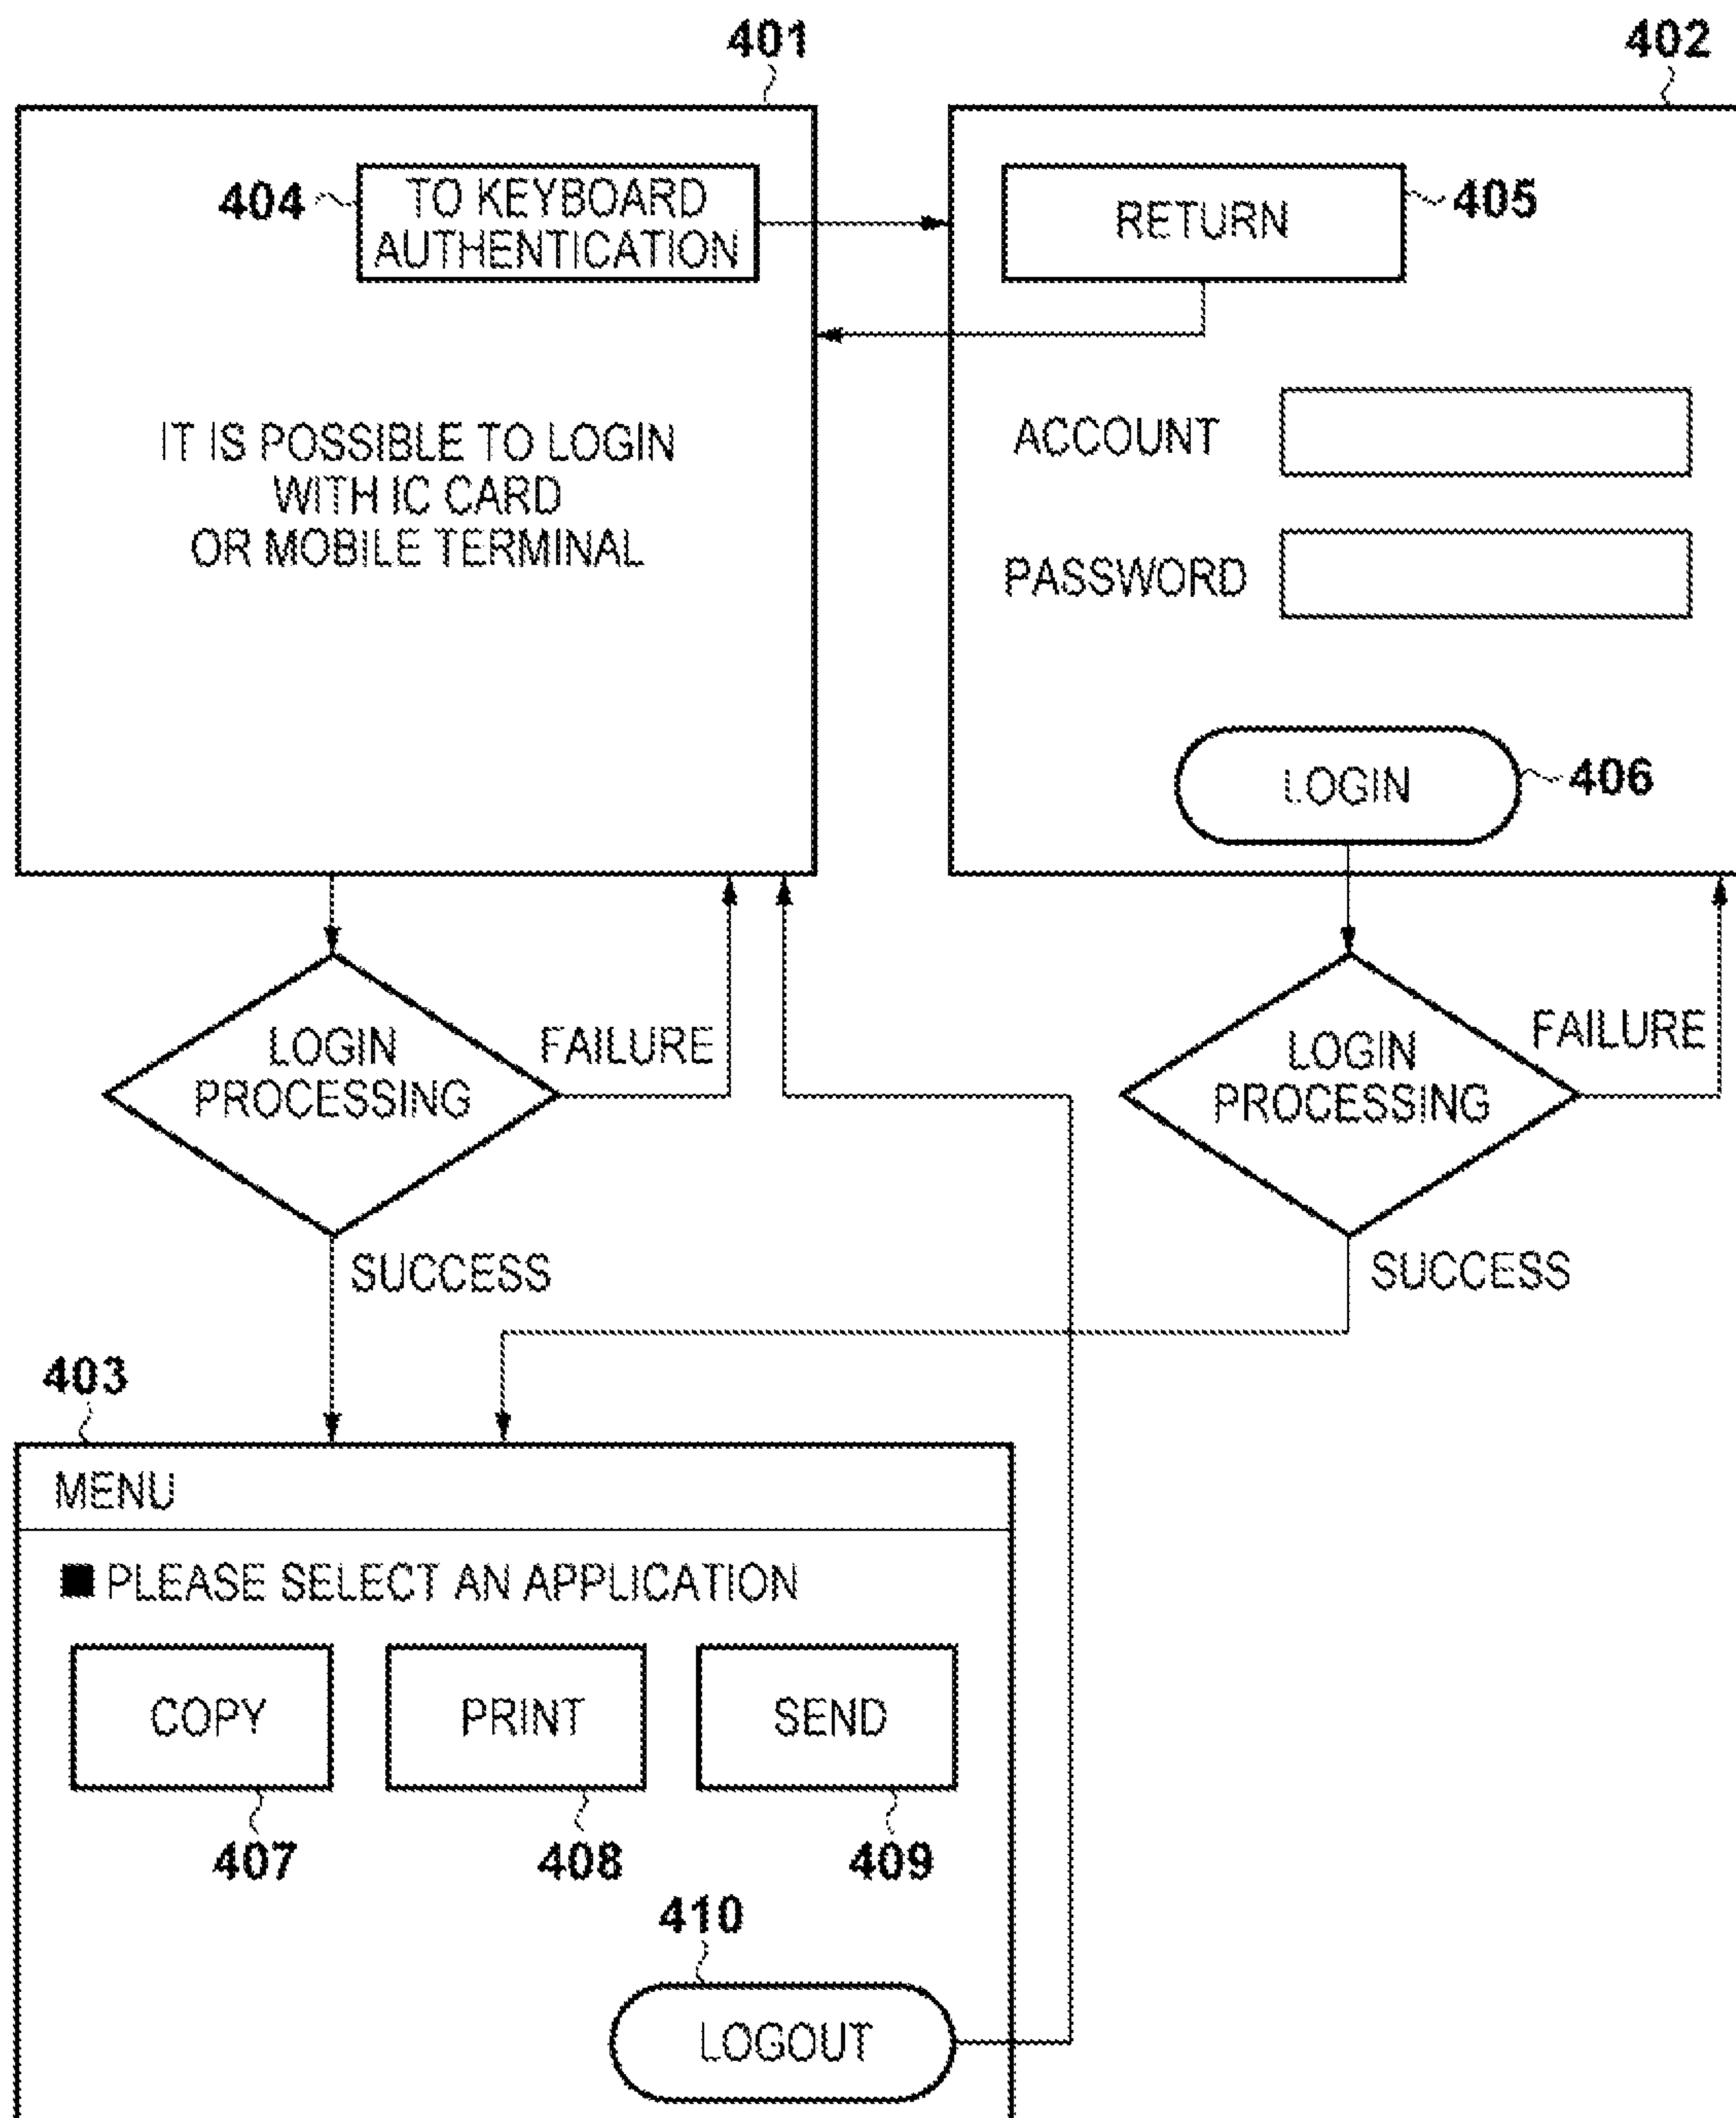 401
402
404
TO KEYBOARD
AUTHENTICATION
RETURN
405
IT IS POSSIBLE TO LOGIN
WITH IC CARD
OR MOBILE TERMINAL
ACCOUNT
PASSWORD
LOGIN
406
LOGIN
PROCESSING
FAILURE
SUCCESS
LOGIN
PROCESSING
FAILURE
SUCCESS
403
MENU
■ PLEASE SELECT AN APPLICATION
COPY
PRINT
SEND
407
408
409
410
LOGOUT